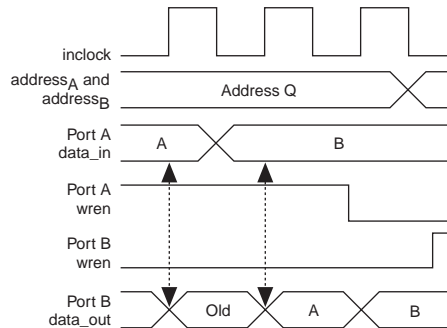 inclock
address_A and
address_B
Address Q
Port A
data_in
A
B
Port A
wren
Port B
wren
Port B
data_out
Old
A
B